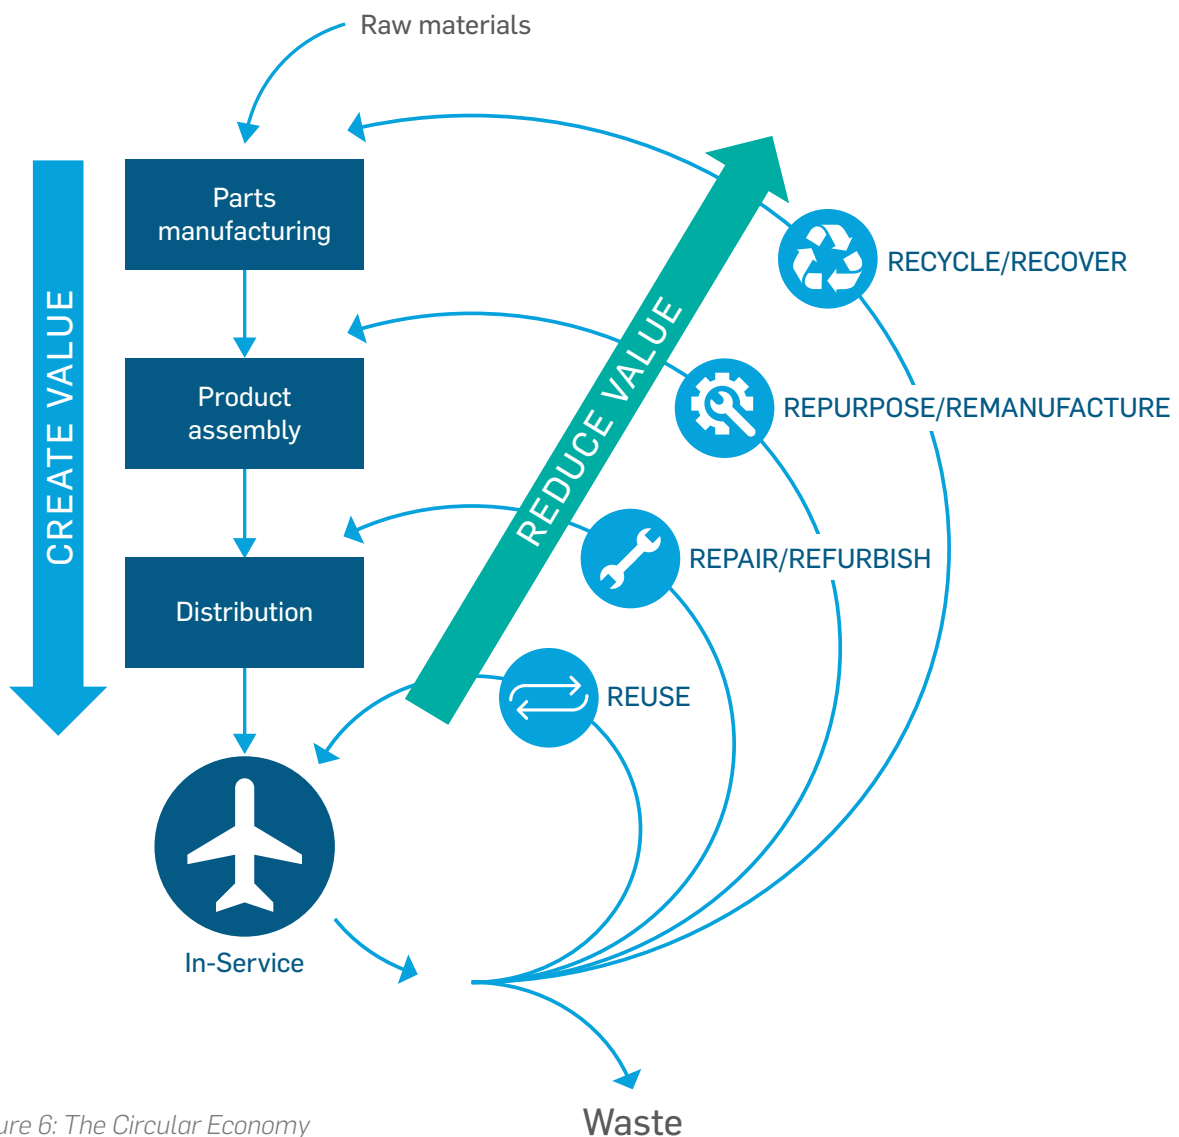 Raw materials
Parts
manufacturing
CREATE VALUE
RECYCLE/RECOVER
REDUCE VALUE
Product
assembly
REPURPOSE/REMANUFACTURE
REPAIR/REFURBISH
Distribution
REUSE
In-Service
Waste
6: The Circular Economy